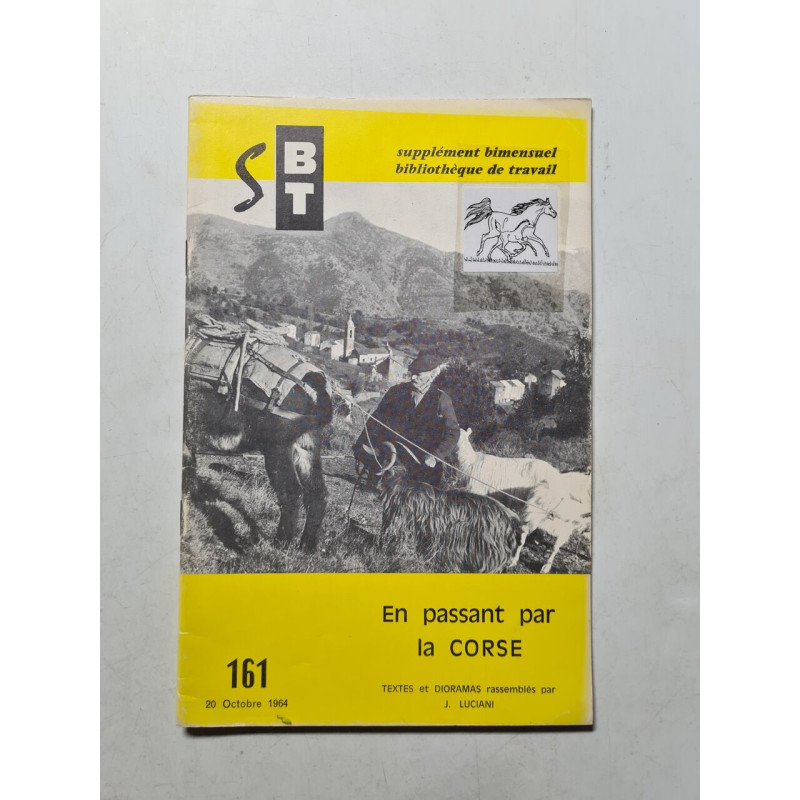 S BT
supplément bimensuel
bibliothèque de travail
En passant par
la CORSE
161
20 Octobre 1964
TEXTES et DIORAMAS rassemblés par
J. LUCIANI